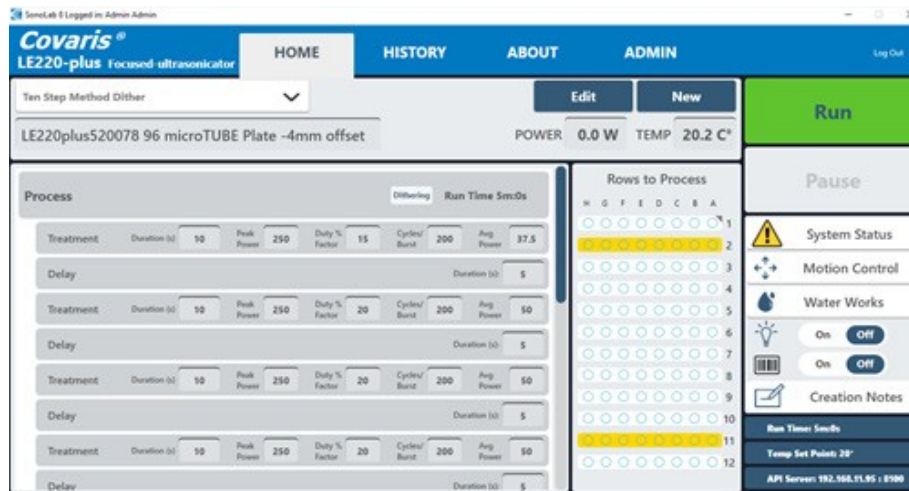 SonoLab 8 Logged in: Admin Admin
Covaris®
LE220-plus Focused-ultrasonicator
HOME
HISTORY
ABOUT
ADMIN
Log Out
Ten Step Method Dither
Edit
New
LE220plus520078 96 microTUBE Plate -4mm offset
POWER 0.0 W TEMP 20.2 C°
Process Dithering Run Time 5m:0s
Treatment Duration (s) 10 Peak Power 250 Duty % Factor 15 Cycles/ Burst 200 Avg Power 37.5
Delay Duration (s): 5
Treatment Duration (s) 10 Peak Power 250 Duty % Factor 20 Cycles/ Burst 200 Avg Power 50
Delay Duration (s): 5
Treatment Duration (s) 10 Peak Power 250 Duty % Factor 20 Cycles/ Burst 200 Avg Power 50
Delay Duration (s): 5
Treatment Duration (s) 10 Peak Power 250 Duty % Factor 20 Cycles/ Burst 200 Avg Power 50
Delay Duration (s): 5
Rows to Process
H G F E D C B A
1
2
3
4
5
6
7
8
9
10
11
12
Run
Pause
System Status
Motion Control
Water Works
On Off
On Off
Creation Notes
Run Time: 5m:0s
Temp Set Point: 20°
API Server: 192.168.11.95 : 8100